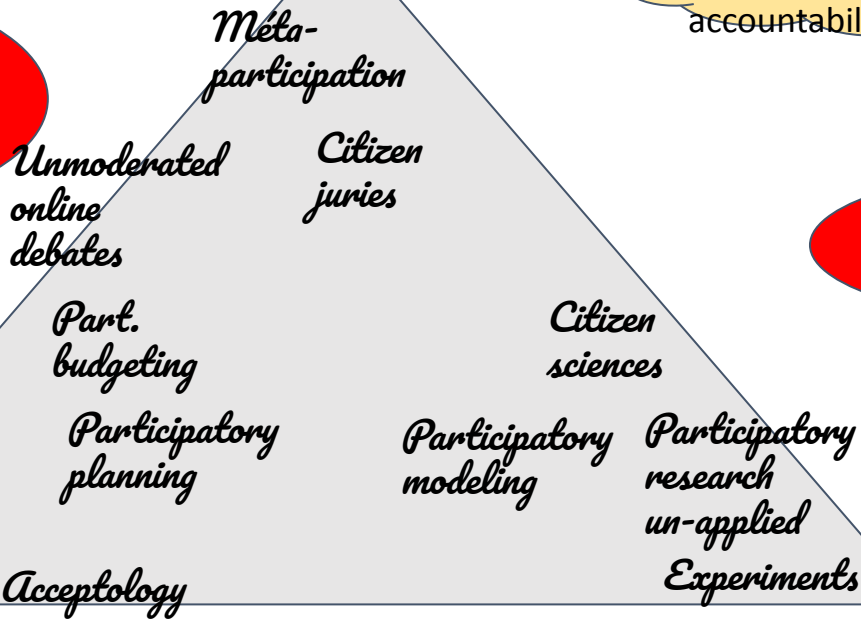 accountabil
Méta-
participation
Unmoderated
online
debates
Citizen
juries
Part.
budgeting
Citizen
sciences
Participatory
planning
Participatory
modeling
Participatory
research
un-applied
Experiments
Acceptology